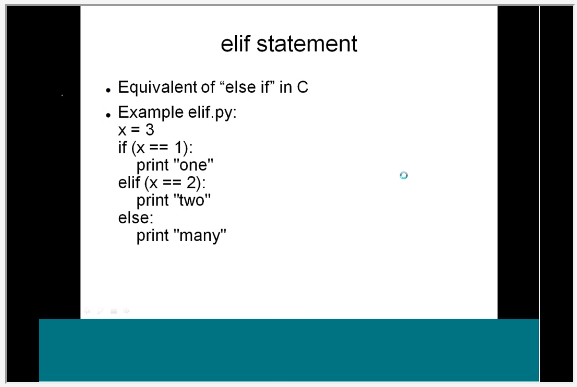 elif statement
• Equivalent of “else if” in C
• Example elif.py:
x = 3
if (x == 1):
print "one"
elif (x == 2):
print "two"
else:
print "many"